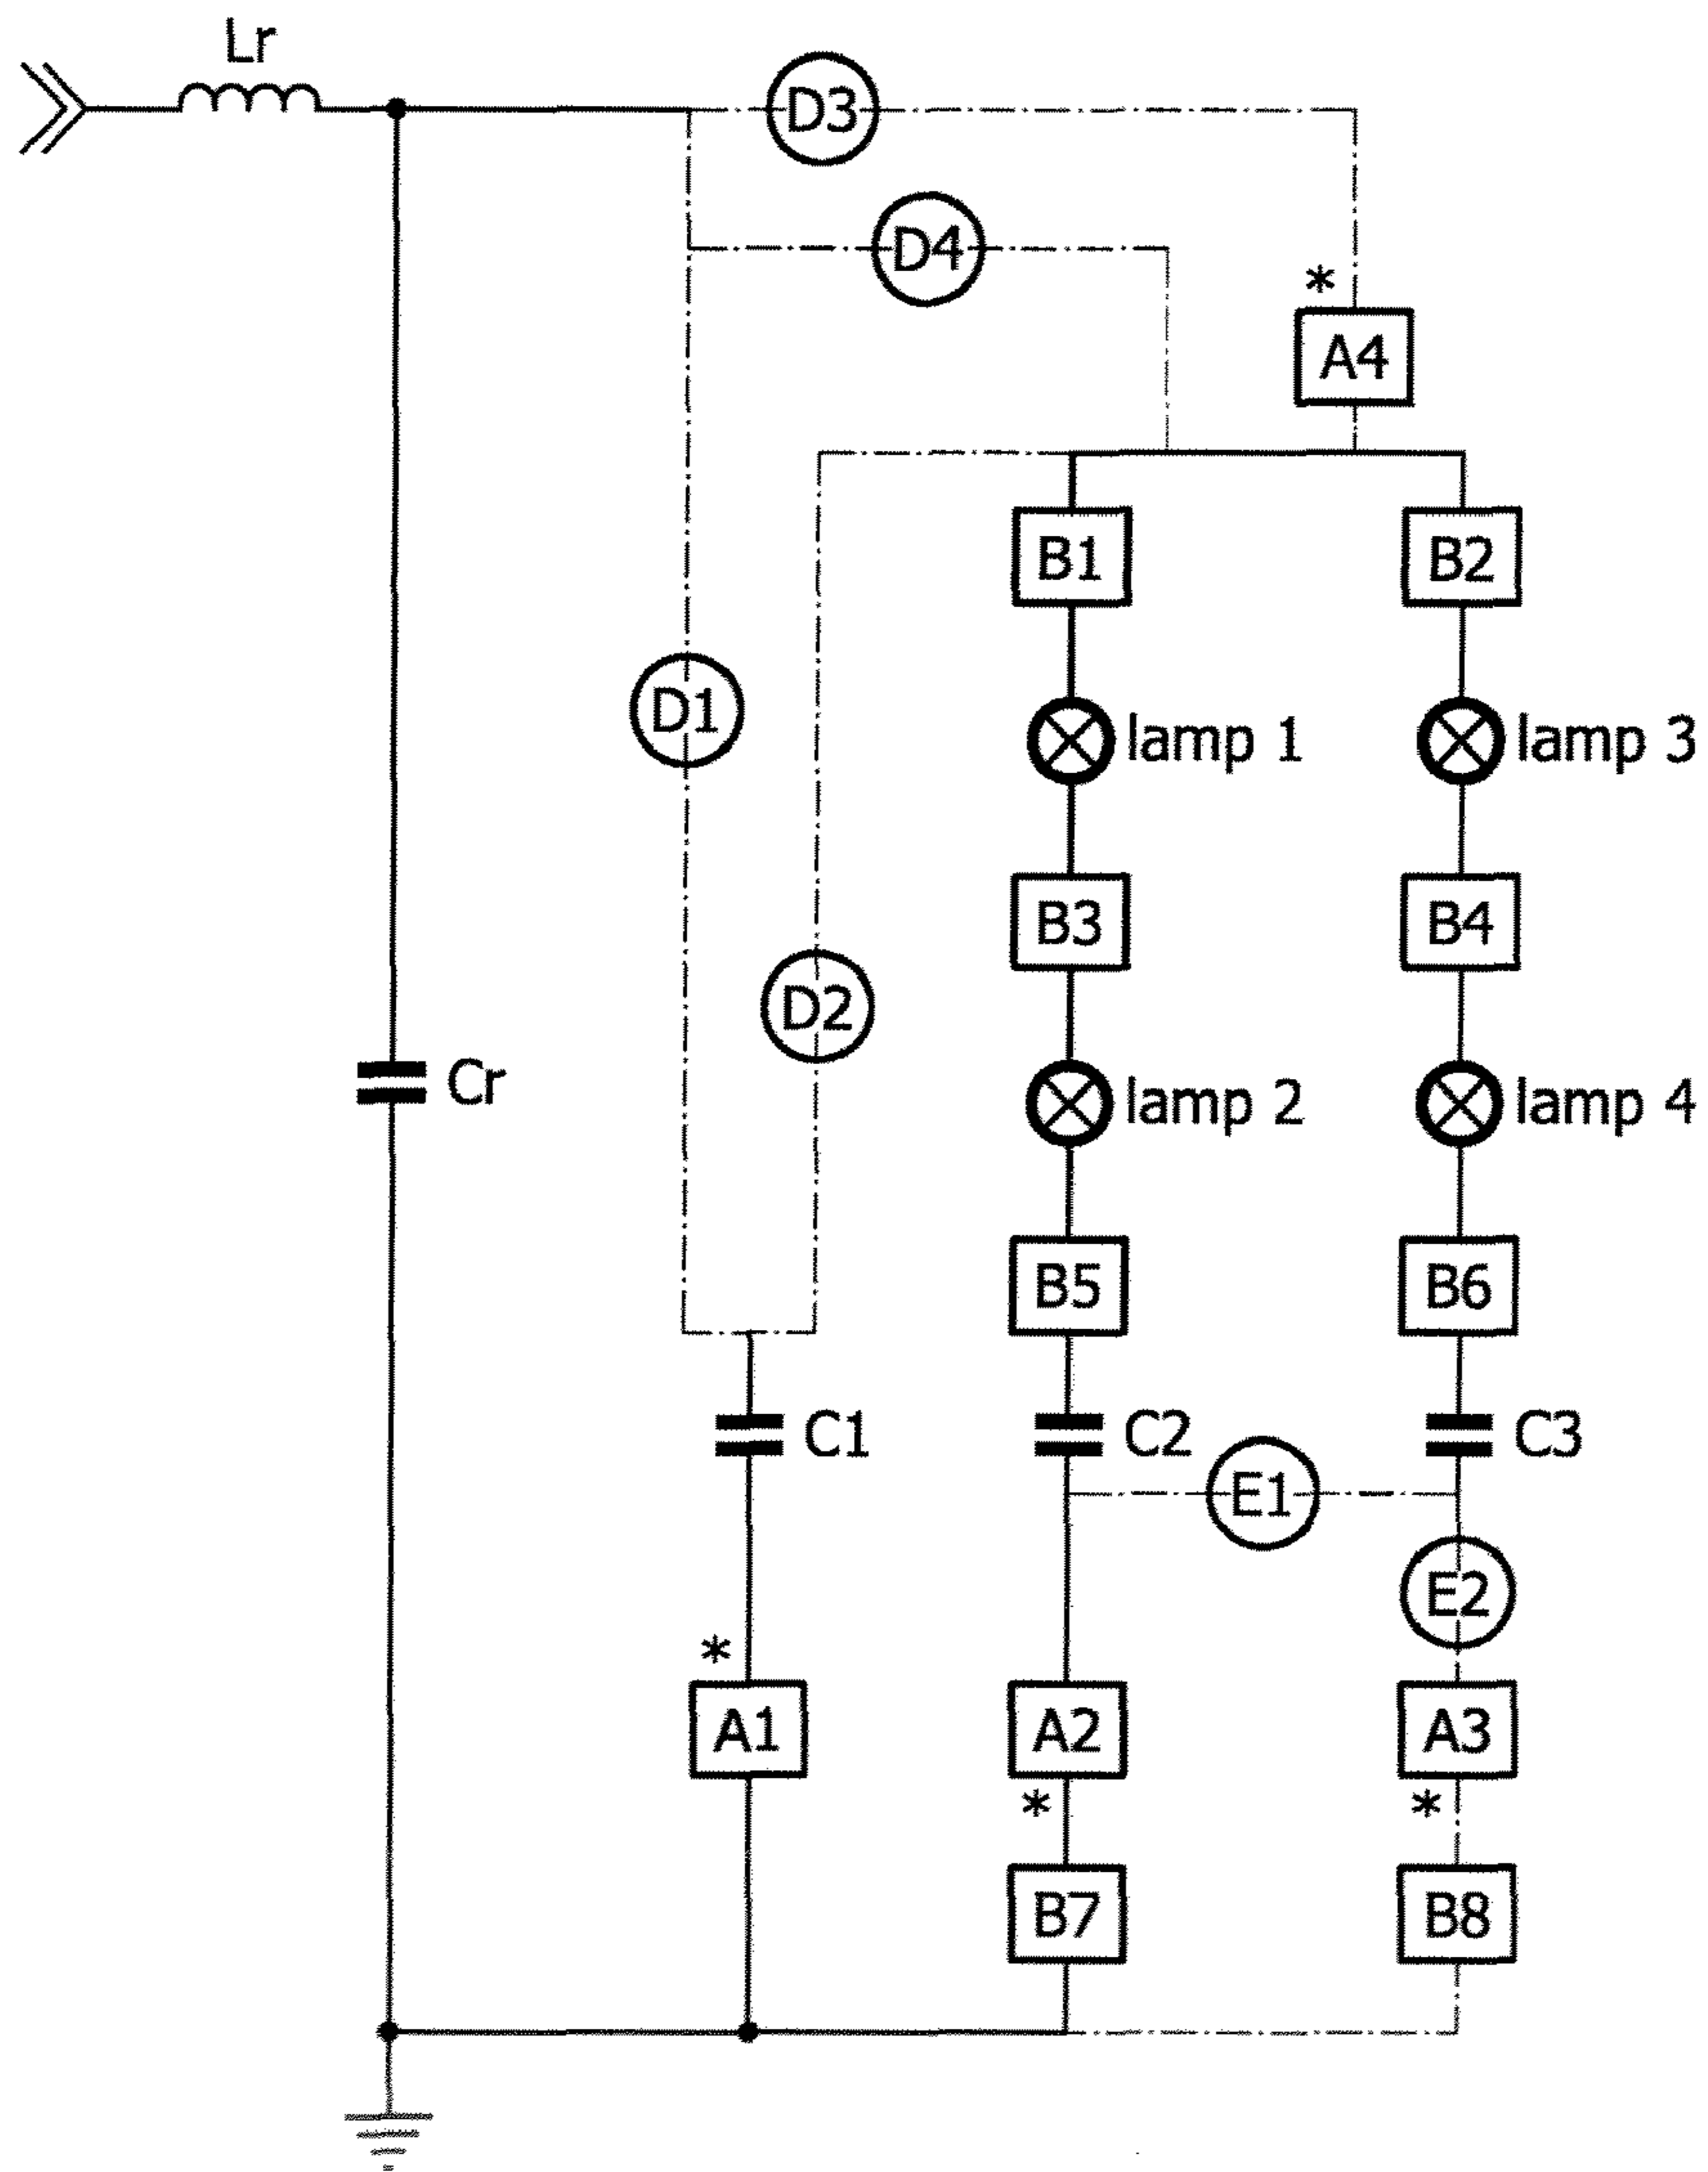 Lr
D3
D4
*
A4
B1
B2
D1
lamp 1
lamp 3
B3
B4
D2
Cr
lamp 2
lamp 4
B5
B6
C1
C2
C3
E1
E2
*
A1
A2
A3
*
*
B7
B8